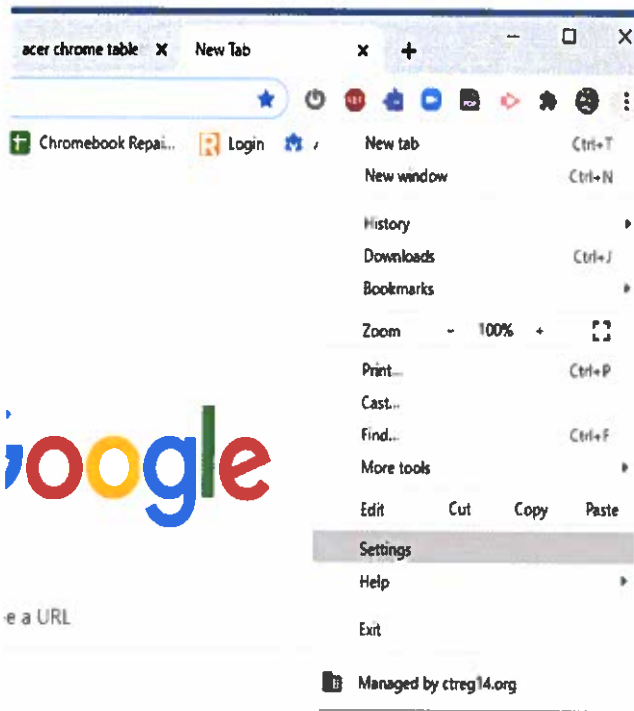 acer chrome table New Tab
Chromebook Repai... Login
New tab Ctrl+T
New window Ctrl+N
History
Downloads Ctrl+J
Bookmarks
Zoom - 100% +
Print... Ctrl+P
Cast...
Find... Ctrl+F
More tools
Edit Cut Copy Paste
Settings
Help
Exit
Managed by ctreg14.org
Google
e a URL